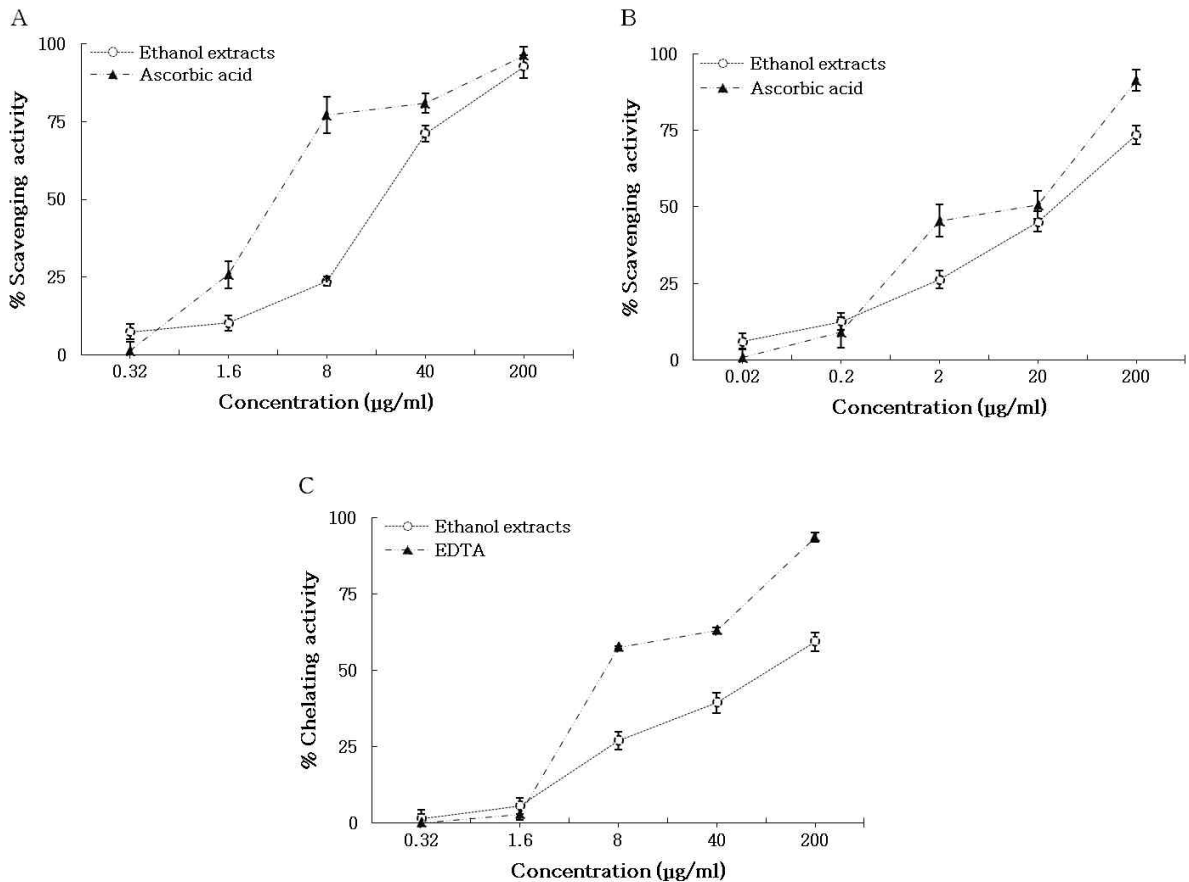 A
100
75
50
25
0
% Scavenging activity
Ethanol extracts
Ascorbic acid
0.32 1.6 8 40 200
Concentration (µg/ml)
B
100
75
50
25
0
% Scavenging activity
Ethanol extracts
Ascorbic acid
0.02 0.2 2 20 200
Concentration (µg/ml)
C
100
75
50
25
0
% Chelating activity
Ethanol extracts
EDTA
0.32 1.6 8 40 200
Concentration (µg/ml)